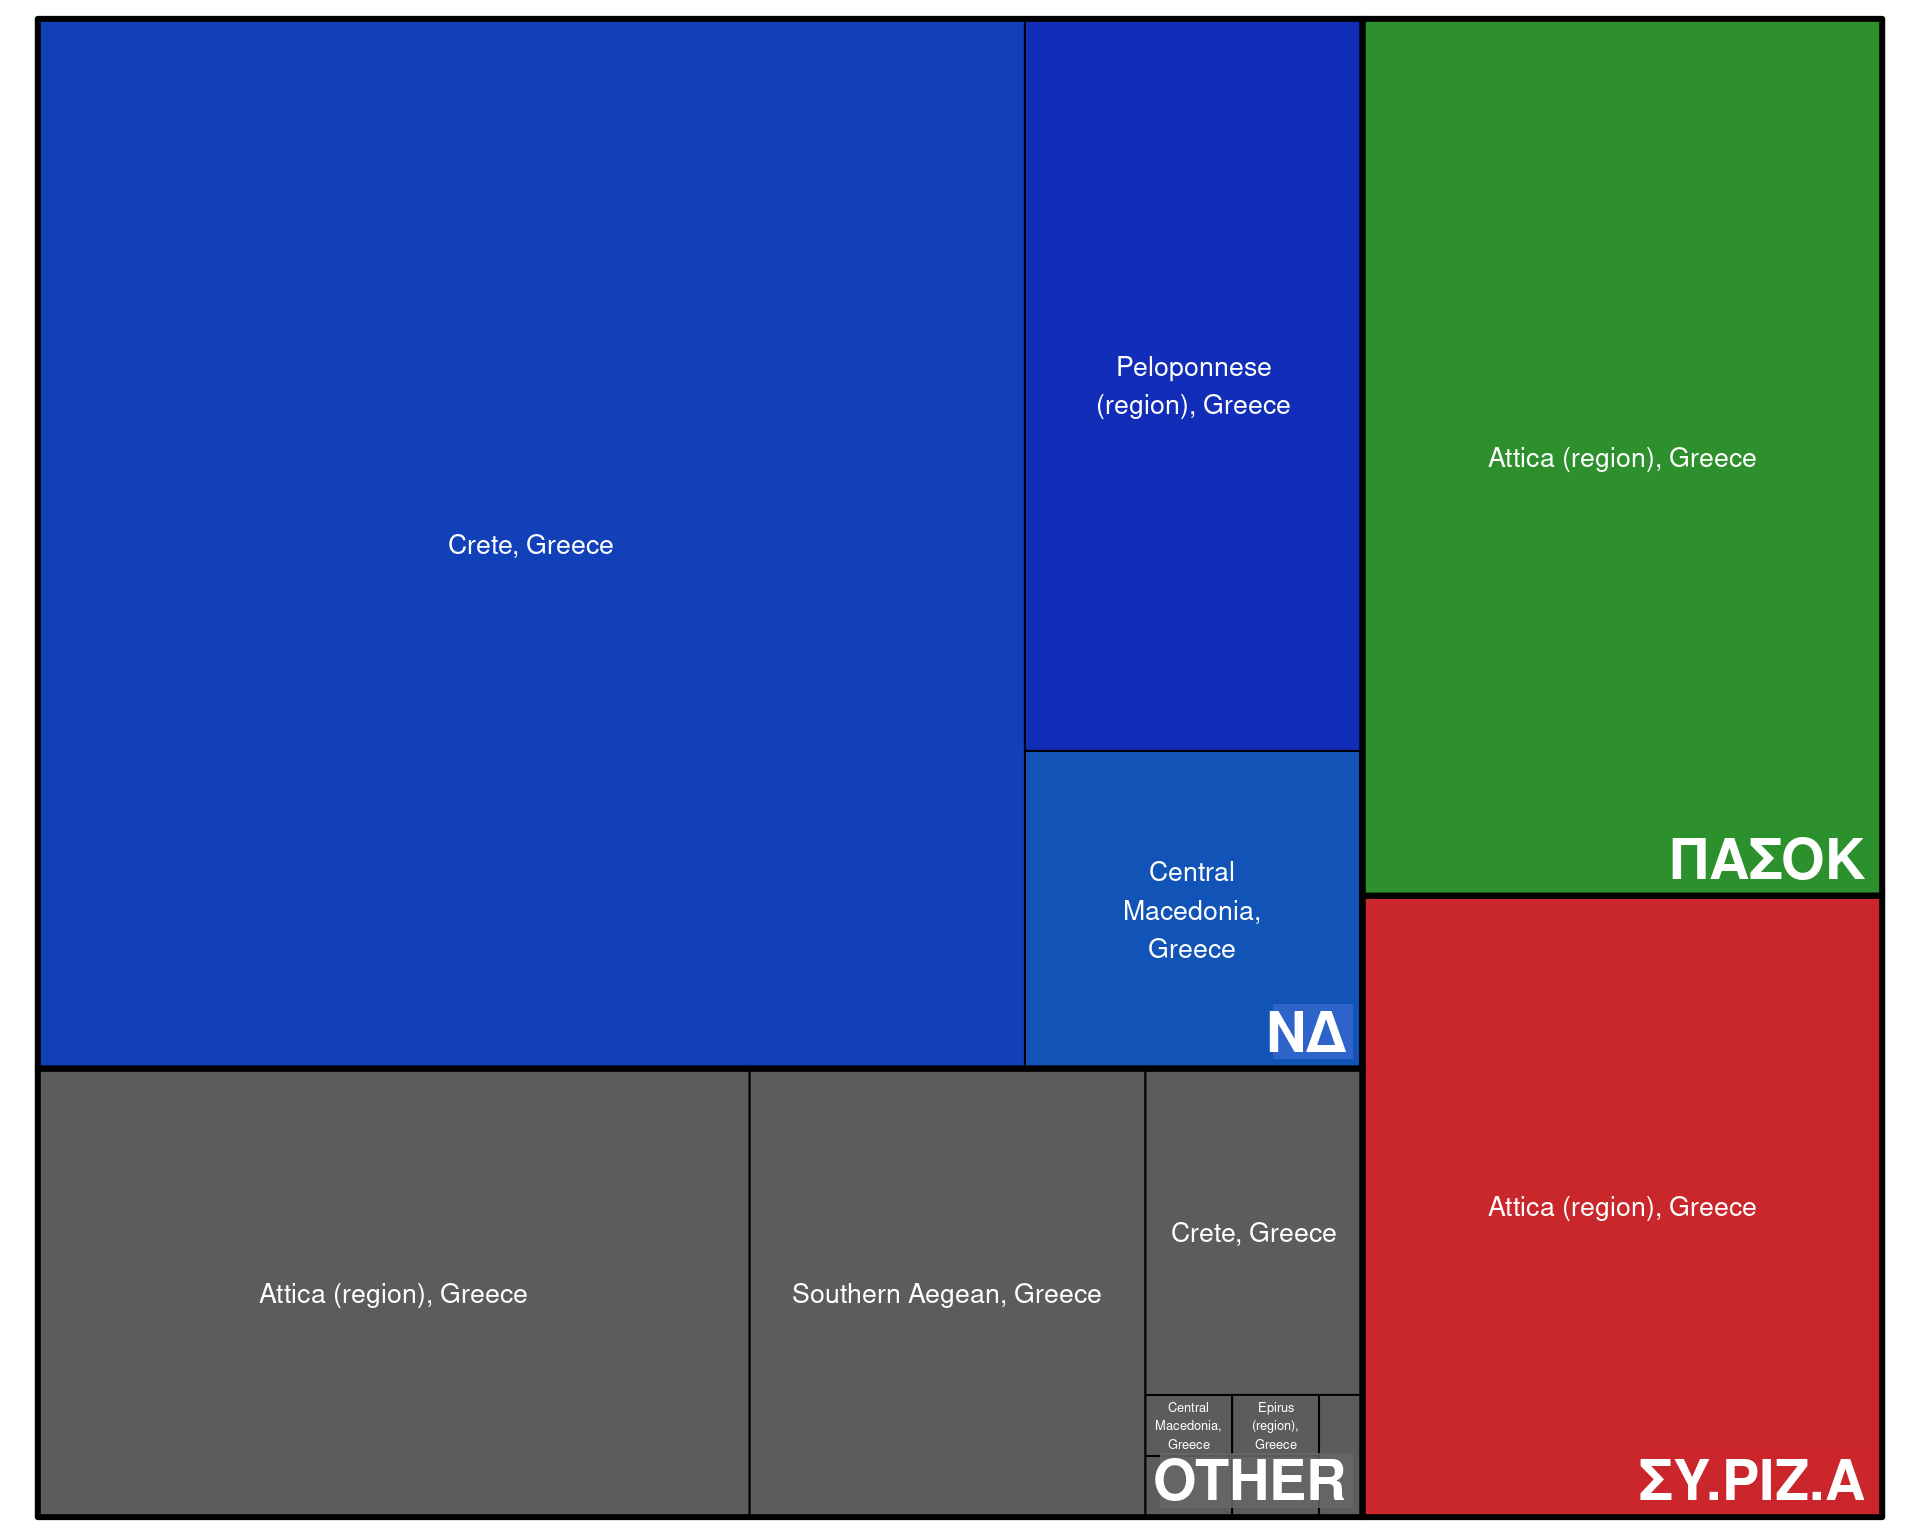 Crete, Greece
Peloponnese
(region), Greece
Central
Macedonia,
Greece
ΝΔ
Attica (region), Greece
ΠΑΣΟΚ
Attica (region), Greece
Southern Aegean, Greece
Crete, Greece
Central
Macedonia,
Greece
Epirus
(region),
Greece
OTHER
Attica (region), Greece
ΣΥ.ΡΙΖ.Α